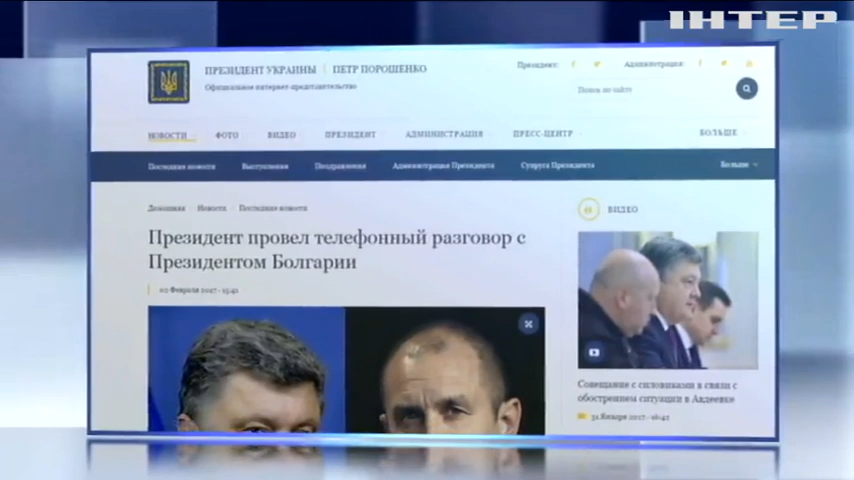 ІНТЕР
ПРЕЗИДЕНТ УКРАИНЫ | ПЕТР ПОРОШЕНКО
Официальное интернет-представительство
Президент:
Администрация:
Поиск по сайту
НОВОСТИ ФОТО ВИДЕО ПРЕЗИДЕНТ АДМИНИСТРАЦИЯ ПРЕСС-ЦЕНТР БОЛЬШЕ
Последние новости Выступления Поздравления Администрация Президента Супруга Президента Больше
Домашняя Новости Последние новости
Президент провел телефонный разговор с
Президентом Болгарии
02 Февраля 2017 - 15:41
ВИДЕО
Совещание с силовиками в связи с
обострением ситуации в Авдеевке
31 Января 2017 - 16:42